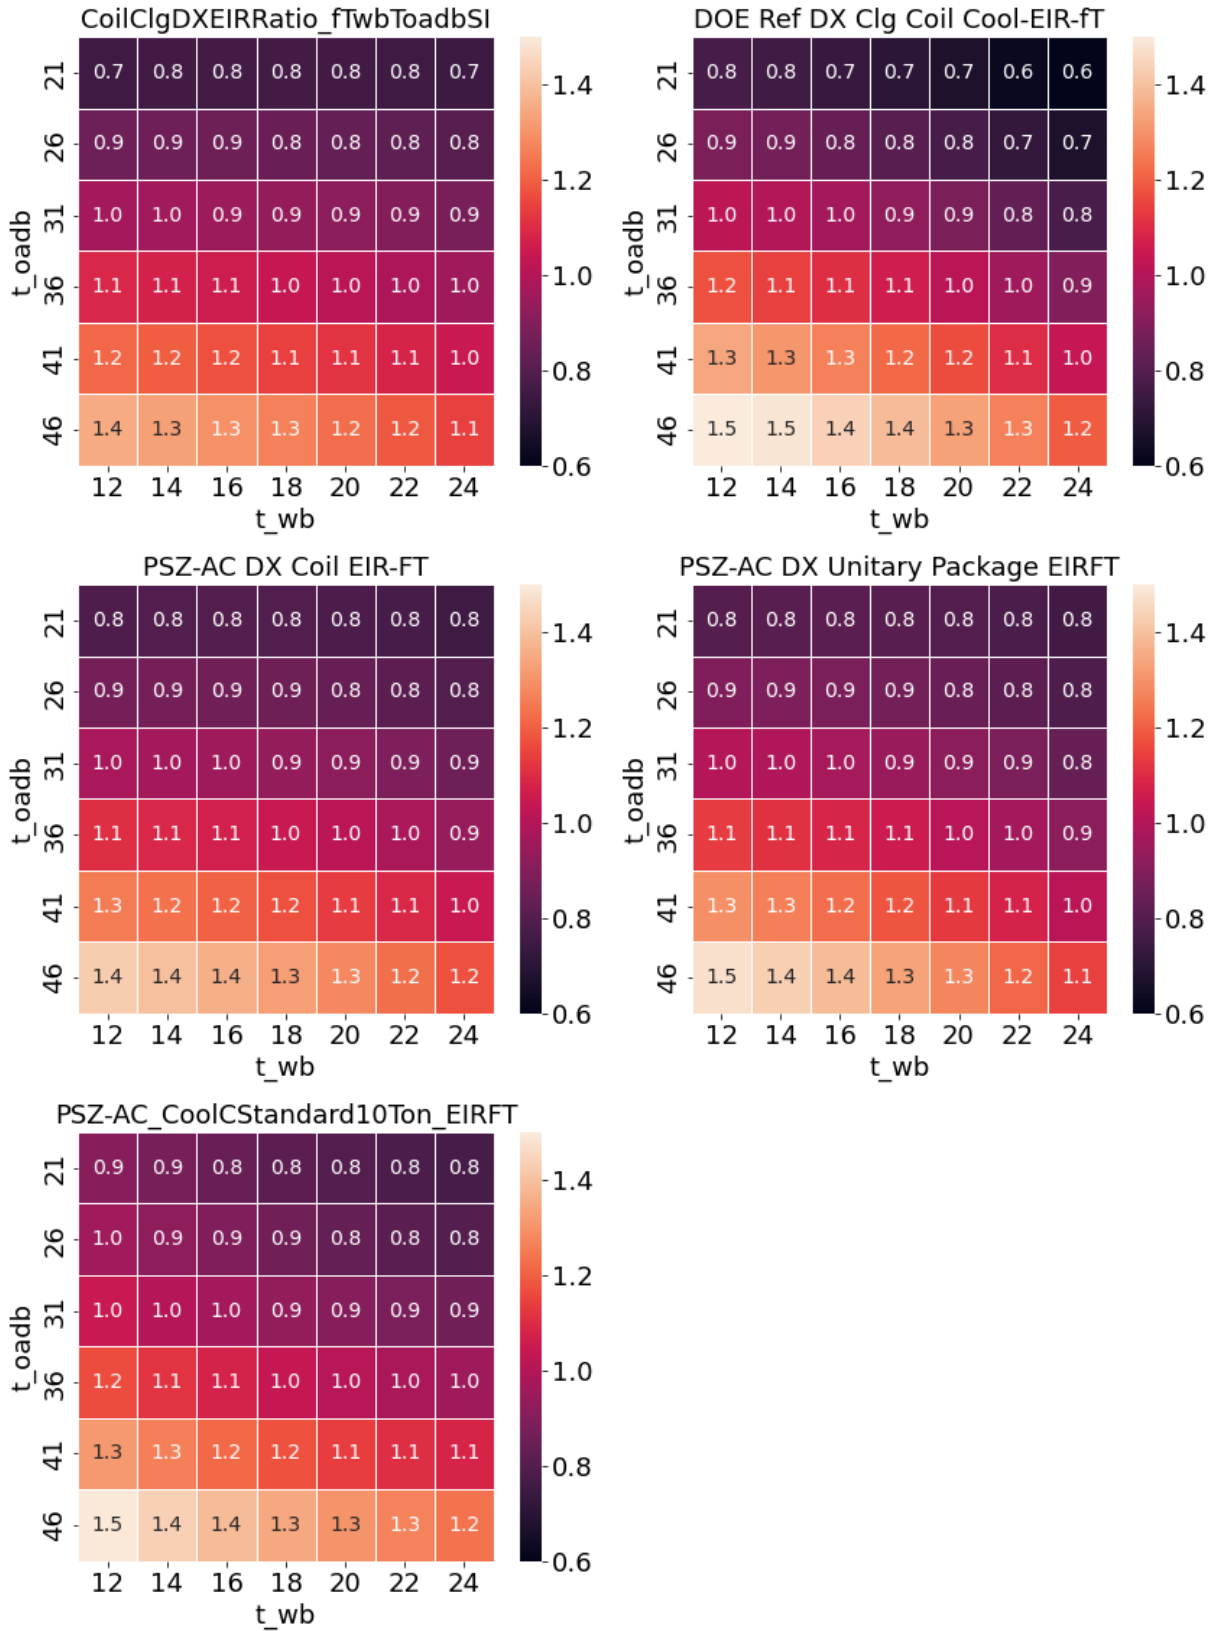 CoilClgDXEIRRatio_fTwbToadbSI
t_oadb
21 0.7 0.8 0.8 0.8 0.8 0.8 0.7
26 0.9 0.9 0.9 0.8 0.8 0.8 0.8
31 1.0 1.0 0.9 0.9 0.9 0.9 0.9
36 1.1 1.1 1.1 1.0 1.0 1.0 1.0
41 1.2 1.2 1.2 1.1 1.1 1.1 1.0
46 1.4 1.3 1.3 1.3 1.2 1.2 1.1
12 14 16 18 20 22 24
t_wb
1.4
1.2
1.0
0.8
0.6
DOE Ref DX Clg Coil Cool-EIR-fT
t_oadb
21 0.8 0.8 0.7 0.7 0.7 0.6 0.6
26 0.9 0.9 0.8 0.8 0.8 0.7 0.7
31 1.0 1.0 1.0 0.9 0.9 0.8 0.8
36 1.2 1.1 1.1 1.1 1.0 1.0 0.9
41 1.3 1.3 1.3 1.2 1.2 1.1 1.0
46 1.5 1.5 1.4 1.4 1.3 1.3 1.2
12 14 16 18 20 22 24
t_wb
1.4
1.2
1.0
0.8
0.6
PSZ-AC DX Coil EIR-FT
t_oadb
21 0.8 0.8 0.8 0.8 0.8 0.8 0.8
26 0.9 0.9 0.9 0.9 0.8 0.8 0.8
31 1.0 1.0 1.0 0.9 0.9 0.9 0.9
36 1.1 1.1 1.1 1.0 1.0 1.0 0.9
41 1.3 1.2 1.2 1.2 1.1 1.1 1.0
46 1.4 1.4 1.4 1.3 1.3 1.2 1.2
12 14 16 18 20 22 24
t_wb
1.4
1.2
1.0
0.8
0.6
PSZ-AC DX Unitary Package EIRFT
t_oadb
21 0.8 0.8 0.8 0.8 0.8 0.8 0.8
26 0.9 0.9 0.9 0.9 0.8 0.8 0.8
31 1.0 1.0 1.0 0.9 0.9 0.9 0.8
36 1.1 1.1 1.1 1.1 1.0 1.0 0.9
41 1.3 1.3 1.2 1.2 1.1 1.1 1.0
46 1.5 1.4 1.4 1.3 1.3 1.2 1.1
12 14 16 18 20 22 24
t_wb
1.4
1.2
1.0
0.8
0.6
PSZ-AC_CoolCStandard10Ton_EIRFT
t_oadb
21 0.9 0.9 0.8 0.8 0.8 0.8 0.8
26 1.0 0.9 0.9 0.9 0.8 0.8 0.8
31 1.0 1.0 1.0 0.9 0.9 0.9 0.9
36 1.2 1.1 1.1 1.0 1.0 1.0 1.0
41 1.3 1.3 1.2 1.2 1.1 1.1 1.1
46 1.5 1.4 1.4 1.3 1.3 1.3 1.2
12 14 16 18 20 22 24
t_wb
1.4
1.2
1.0
0.8
0.6